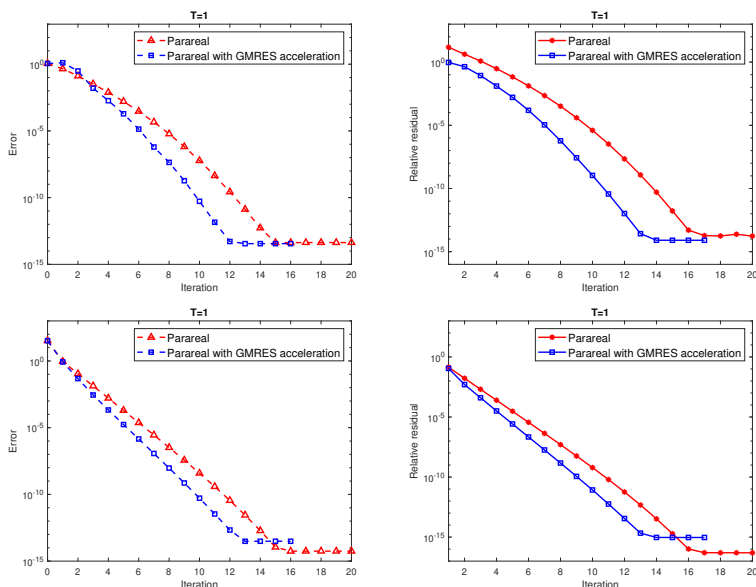 T=1
Parareal
Parareal with GMRES acceleration
10^0
10^-5
10^-10
10^-15
Error
0 2 4 6 8 10 12 14 16 18 20
Iteration
T=1
Parareal
Parareal with GMRES acceleration
10^0
10^-5
10^-10
10^-15
Relative residual
2 4 6 8 10 12 14 16 18 20
Iteration
T=1
Parareal
Parareal with GMRES acceleration
10^0
10^-5
10^-10
10^-15
Error
0 2 4 6 8 10 12 14 16 18 20
Iteration
T=1
Parareal
Parareal with GMRES acceleration
10^0
10^-5
10^-10
10^-15
Relative residual
2 4 6 8 10 12 14 16 18 20
Iteration